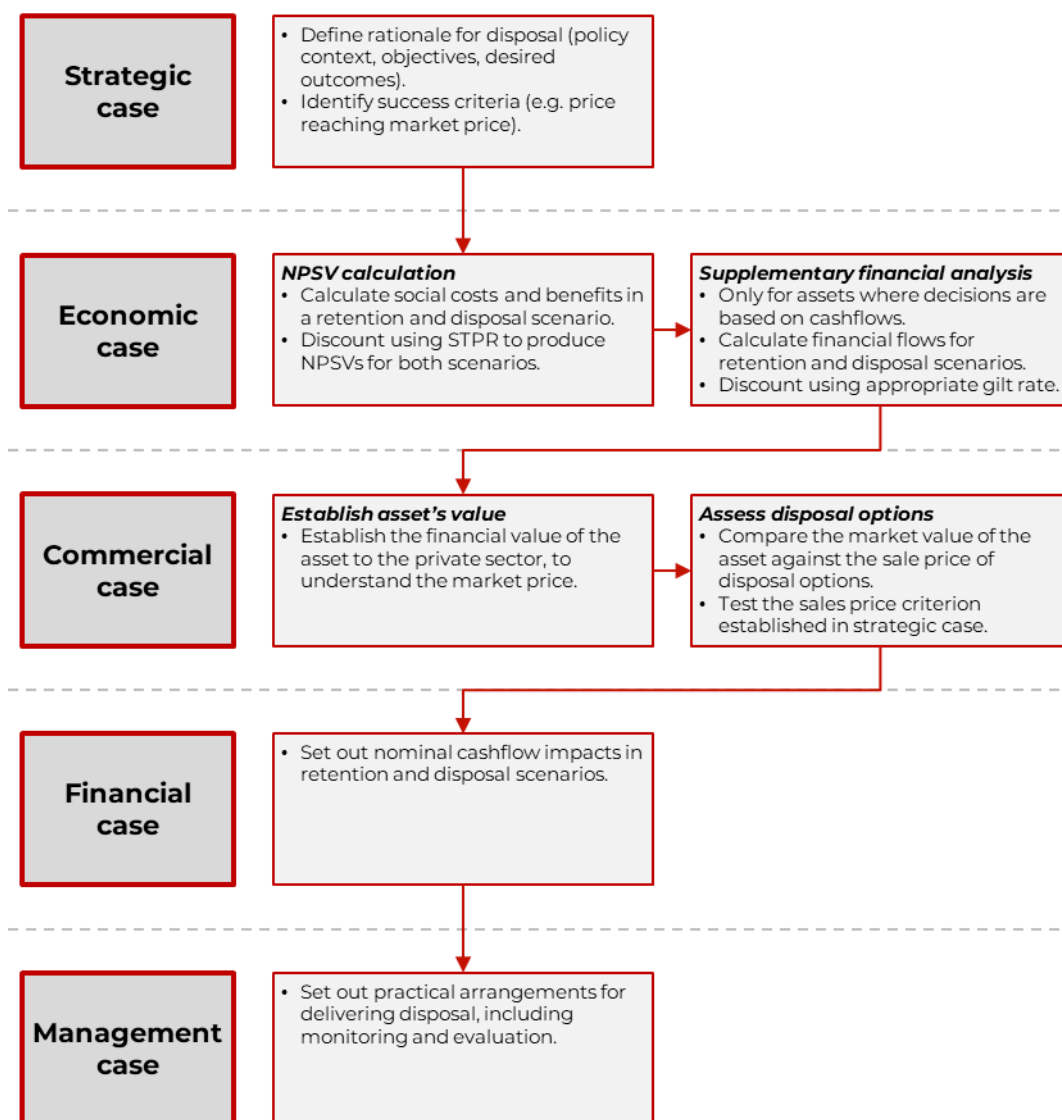 Strategic
case
• Define rationale for disposal (policy
context, objectives, desired
outcomes).
• Identify success criteria (e.g. price
reaching market price).
Economic
case
NPSV calculation
• Calculate social costs and benefits in
a retention and disposal scenario.
• Discount using STPR to produce
NPSVs for both scenarios.
Supplementary financial analysis
• Only for assets where decisions are
based on cashflows.
• Calculate financial flows for
retention and disposal scenarios.
• Discount using appropriate gilt rate.
Commercial
case
Establish asset’s value
• Establish the financial value of the
asset to the private sector, to
understand the market price.
Assess disposal options
• Compare the market value of the
asset against the sale price of
disposal options.
• Test the sales price criterion
established in strategic case.
Financial
case
• Set out nominal cashflow impacts in
retention and disposal scenarios.
Management
case
• Set out practical arrangements for
delivering disposal, including
monitoring and evaluation.